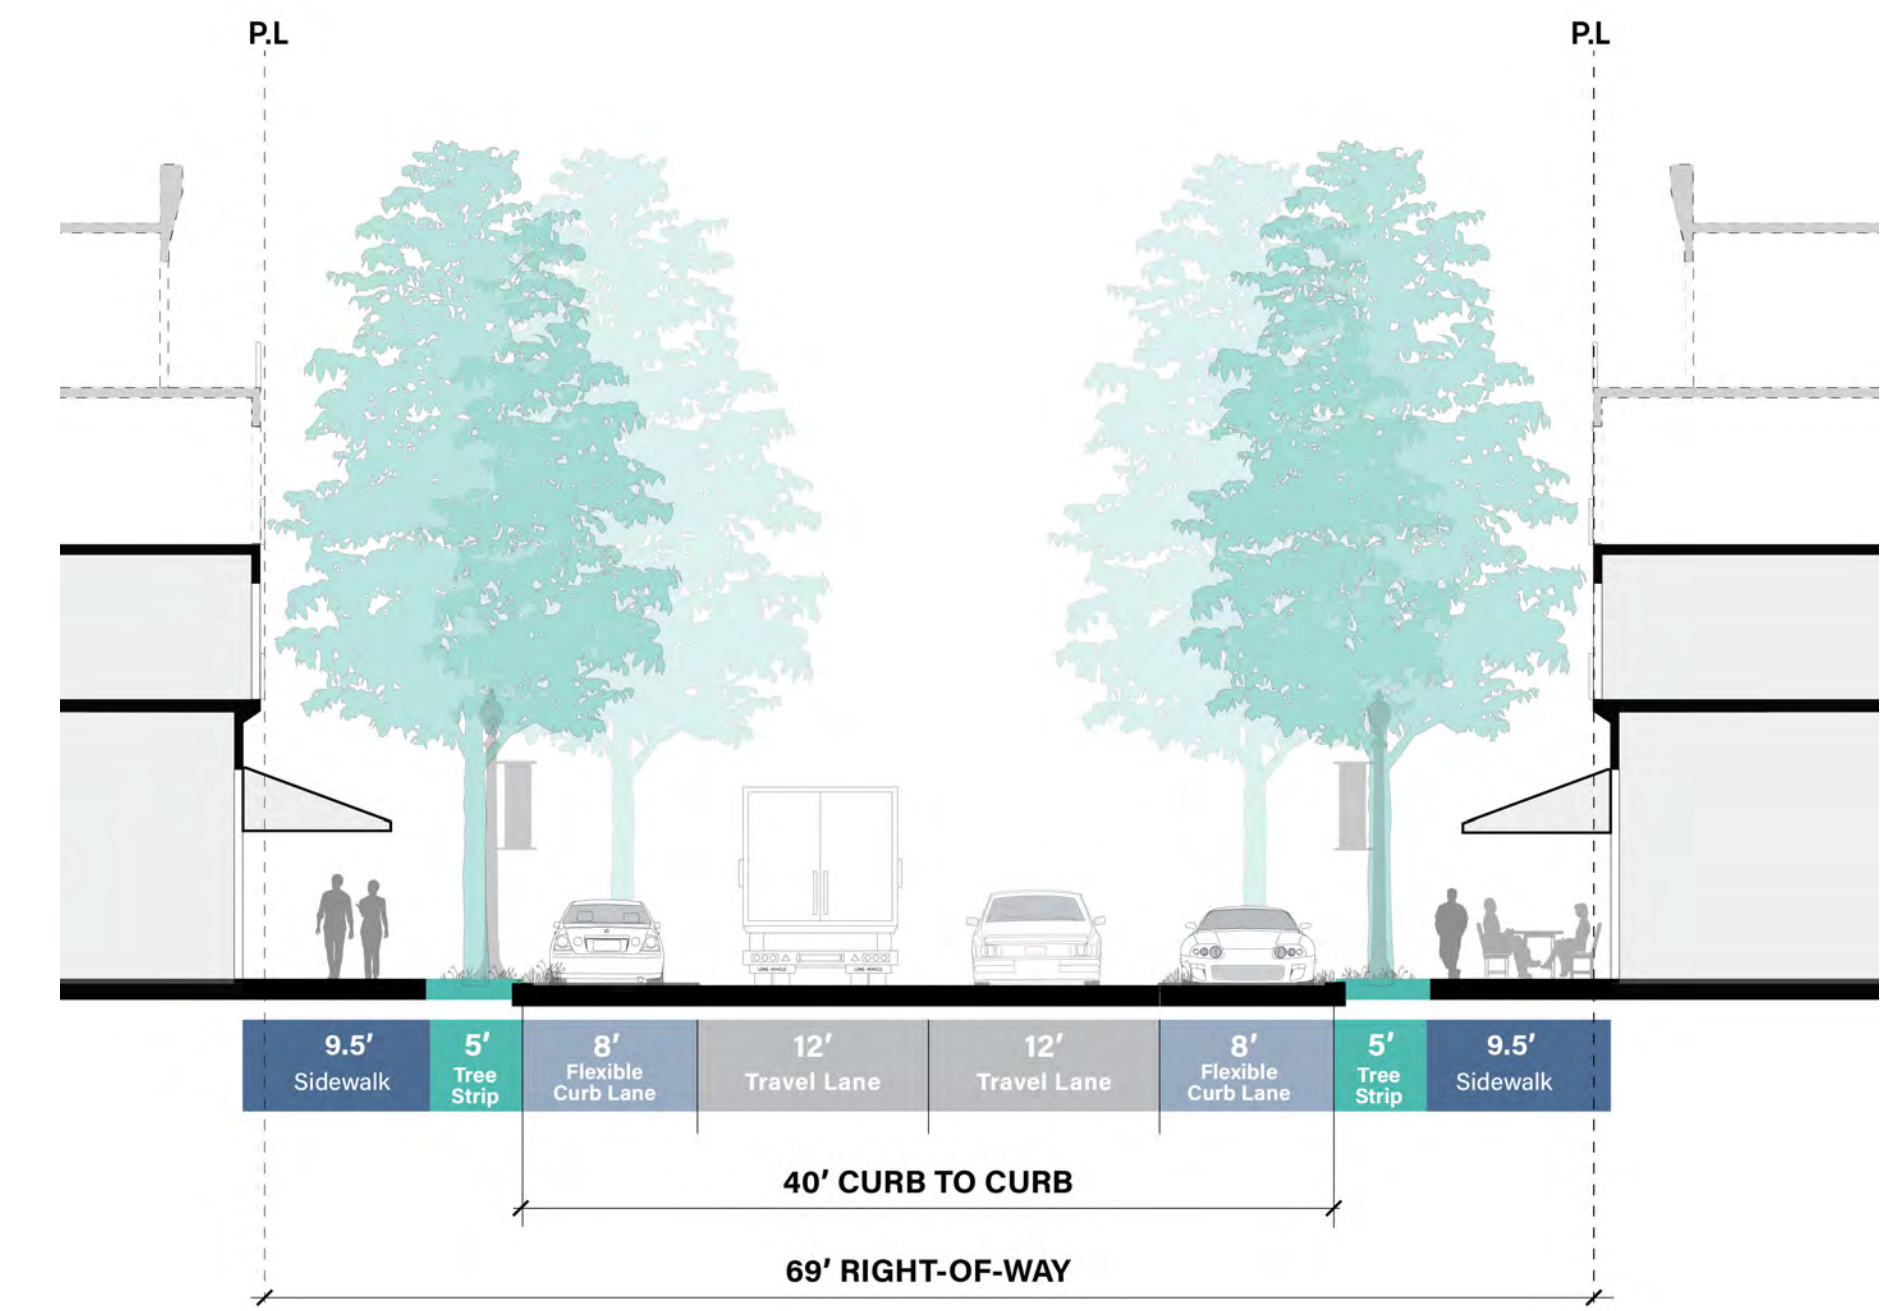 P.L
P.L
9.5′
Sidewalk
5′
Tree
Strip
8′
Flexible
Curb Lane
12′
Travel Lane
12′
Travel Lane
8′
Flexible
Curb Lane
5′
Tree
Strip
9.5′
Sidewalk
40′ CURB TO CURB
69′ RIGHT-OF-WAY